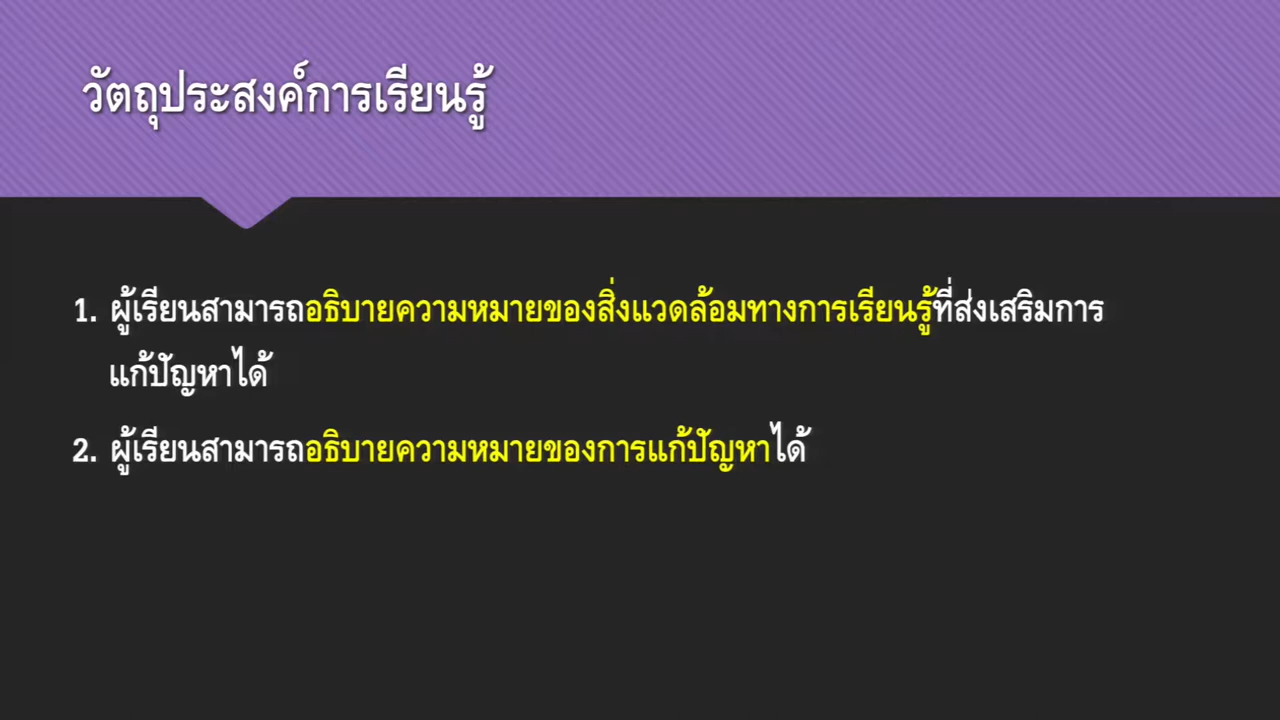 วัตถุประสงค์การเรียนรู้
1. ผู้เรียนสามารถอธิบายความหมายของสิ่งแวดล้อมทางการเรียนรู้ที่ส่งเสริมการ
แก้ปัญหาได้
2. ผู้เรียนสามารถอธิบายความหมายของการแก้ปัญหาได้